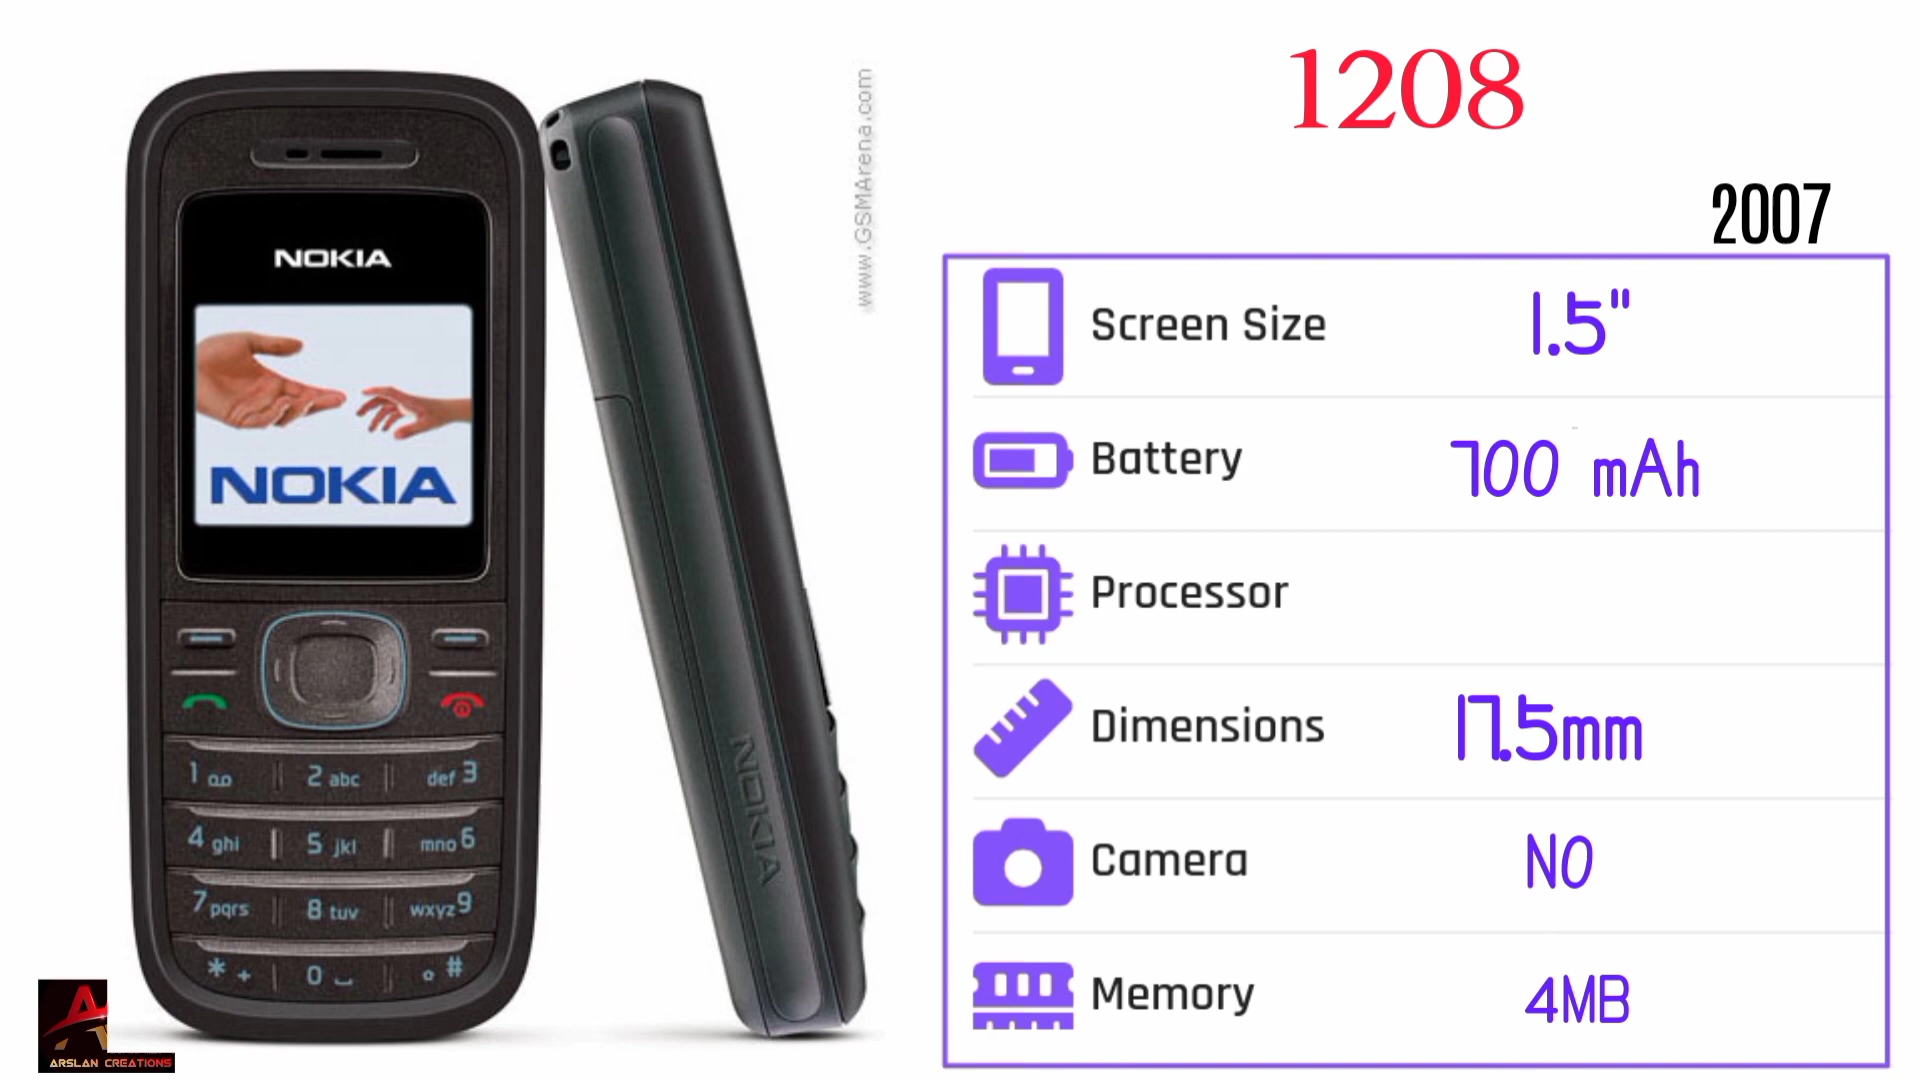 1208
2007
www.GSMArena.com
NOKIA
NOKIA
NOKIA
1
2 abc
def 3
4 ghi
5 jkl
mno 6
7 pqrs
8 tuv
wxyz 9
* +
0
#
Screen Size 1.5"
Battery 700 mAh
Processor
Dimensions 17.5mm
Camera NO
Memory 4MB
ARSLAN CREATIONS